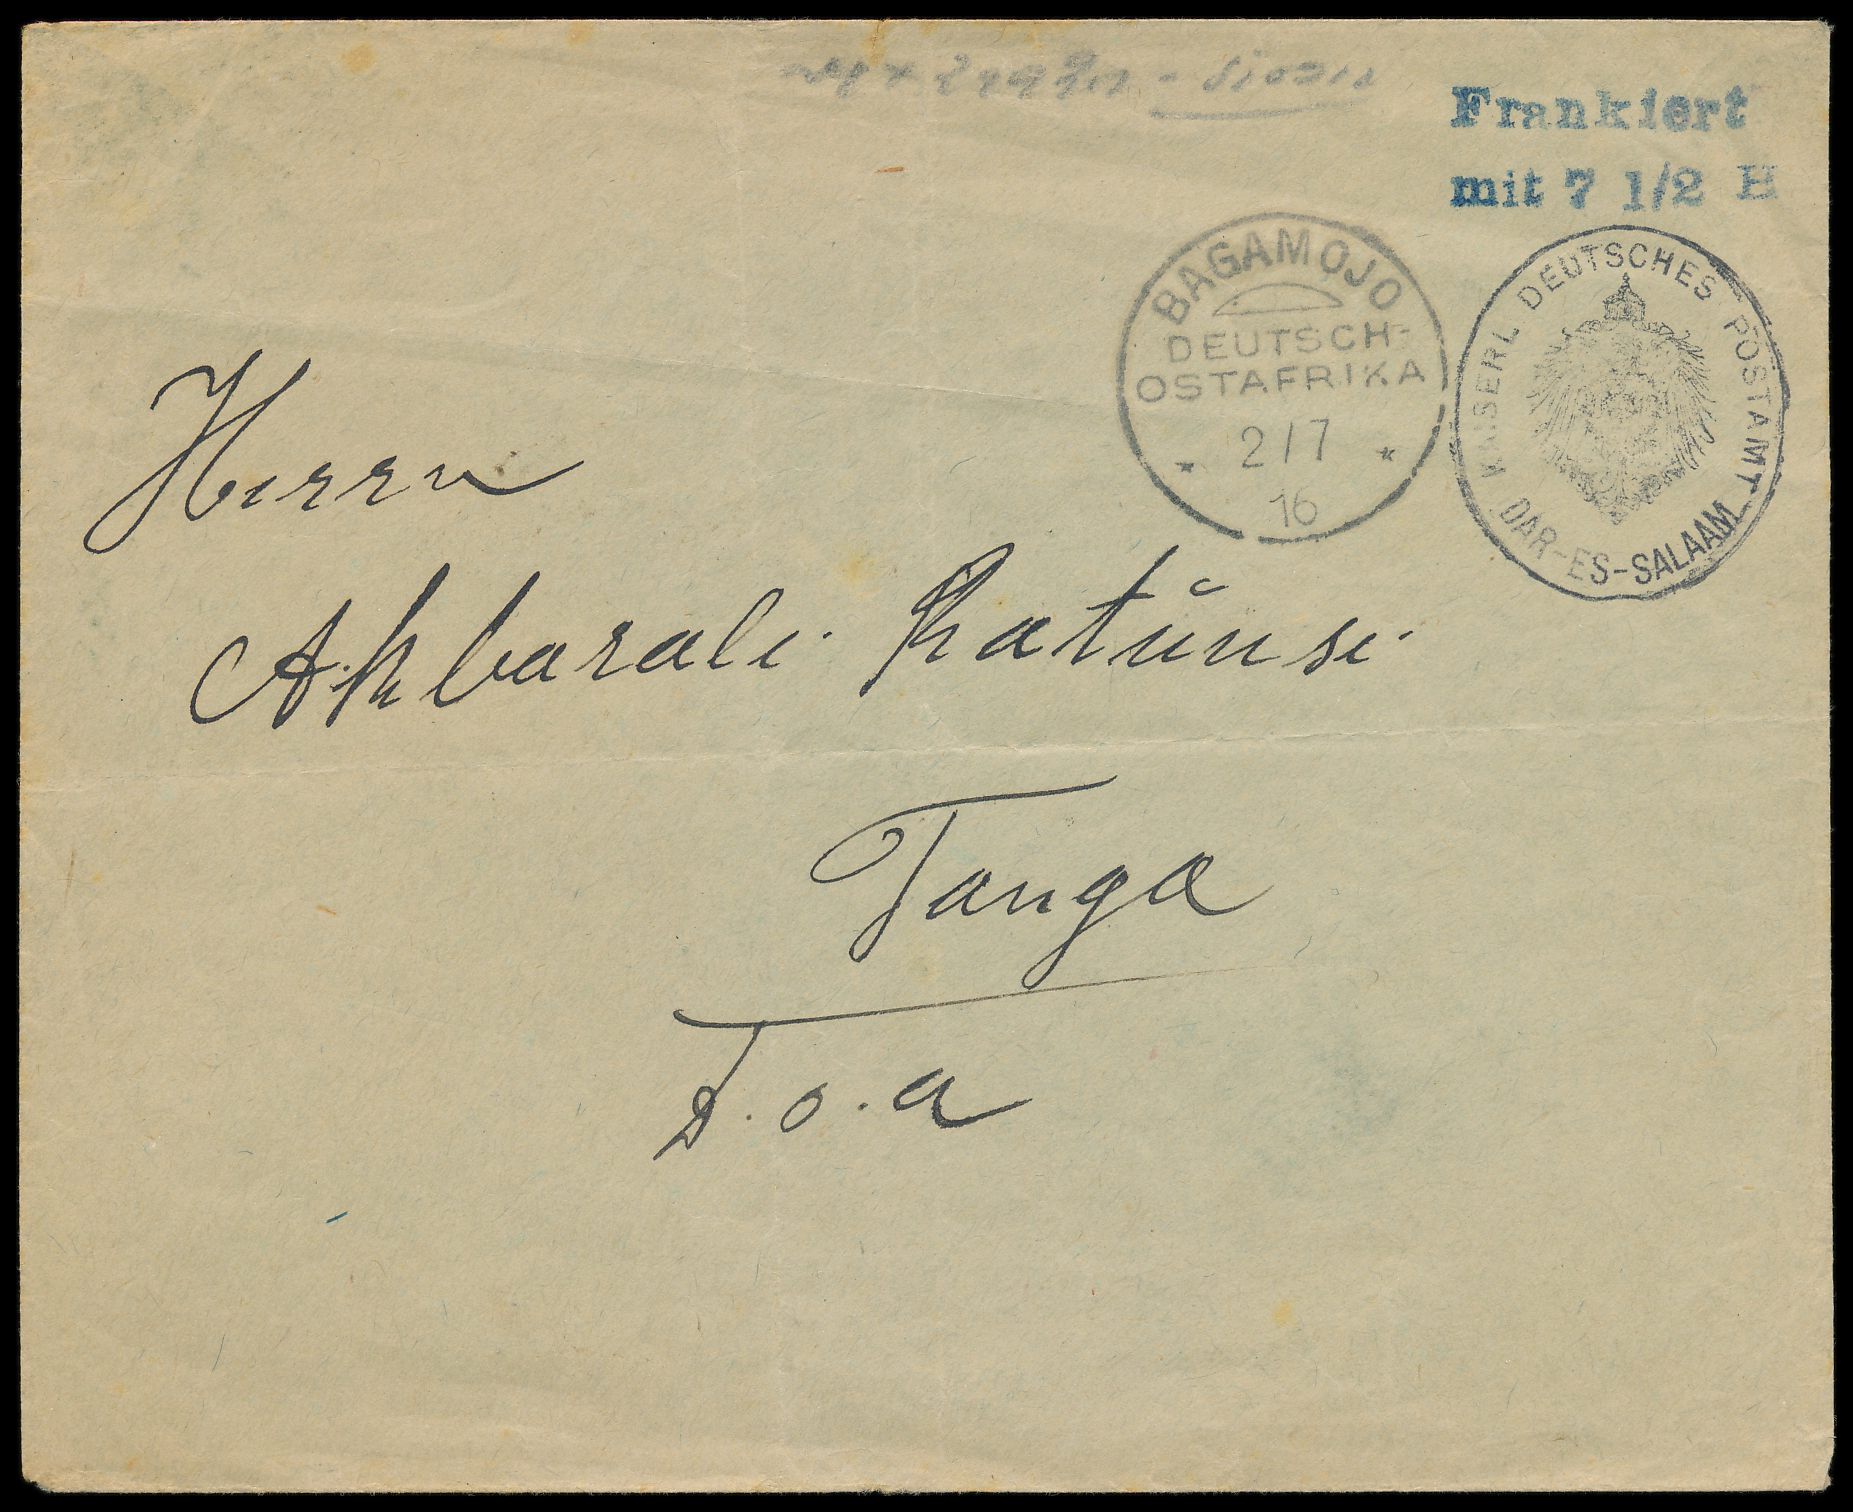 Frankiert
mit 7 1/2 H
BAGAMOJO
DEUTSCH-
OSTAFRIKA
* 2/7 *
16
KAISERL DEUTSCHES POSTAMT
DAR-ES-SALAAM
Herrn
Akbarali Ratŭnsi
Tanga
D.o.a